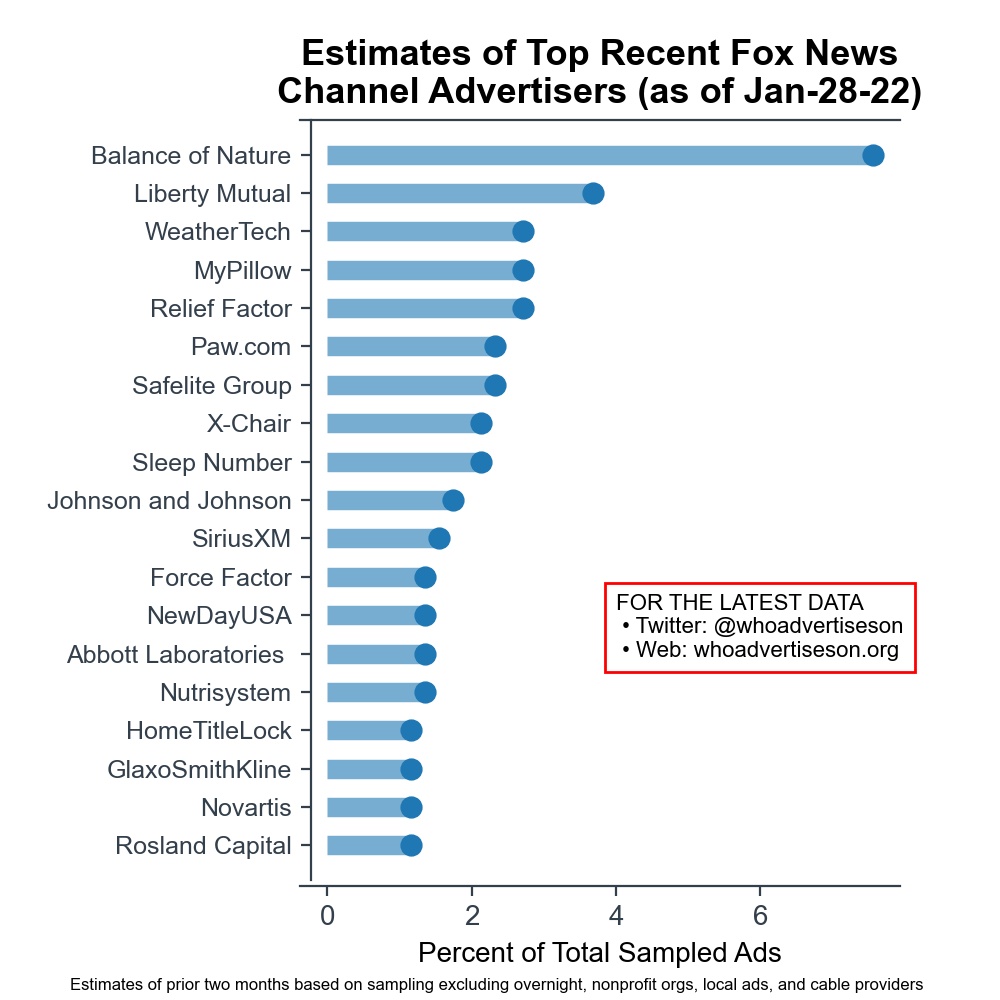 Estimates of Top Recent Fox News
Channel Advertisers (as of Jan-28-22)
Balance of Nature
Liberty Mutual
WeatherTech
MyPillow
Relief Factor
Paw.com
Safelite Group
X-Chair
Sleep Number
Johnson and Johnson
SiriusXM
Force Factor
NewDayUSA
Abbott Laboratories
Nutrisystem
HomeTitleLock
GlaxoSmithKline
Novartis
Rosland Capital
FOR THE LATEST DATA
• Twitter: @whoadvertiseson
• Web: whoadvertiseson.org
0 2 4 6
Percent of Total Sampled Ads
Estimates of prior two months based on sampling excluding overnight, nonprofit orgs, local ads, and cable providers